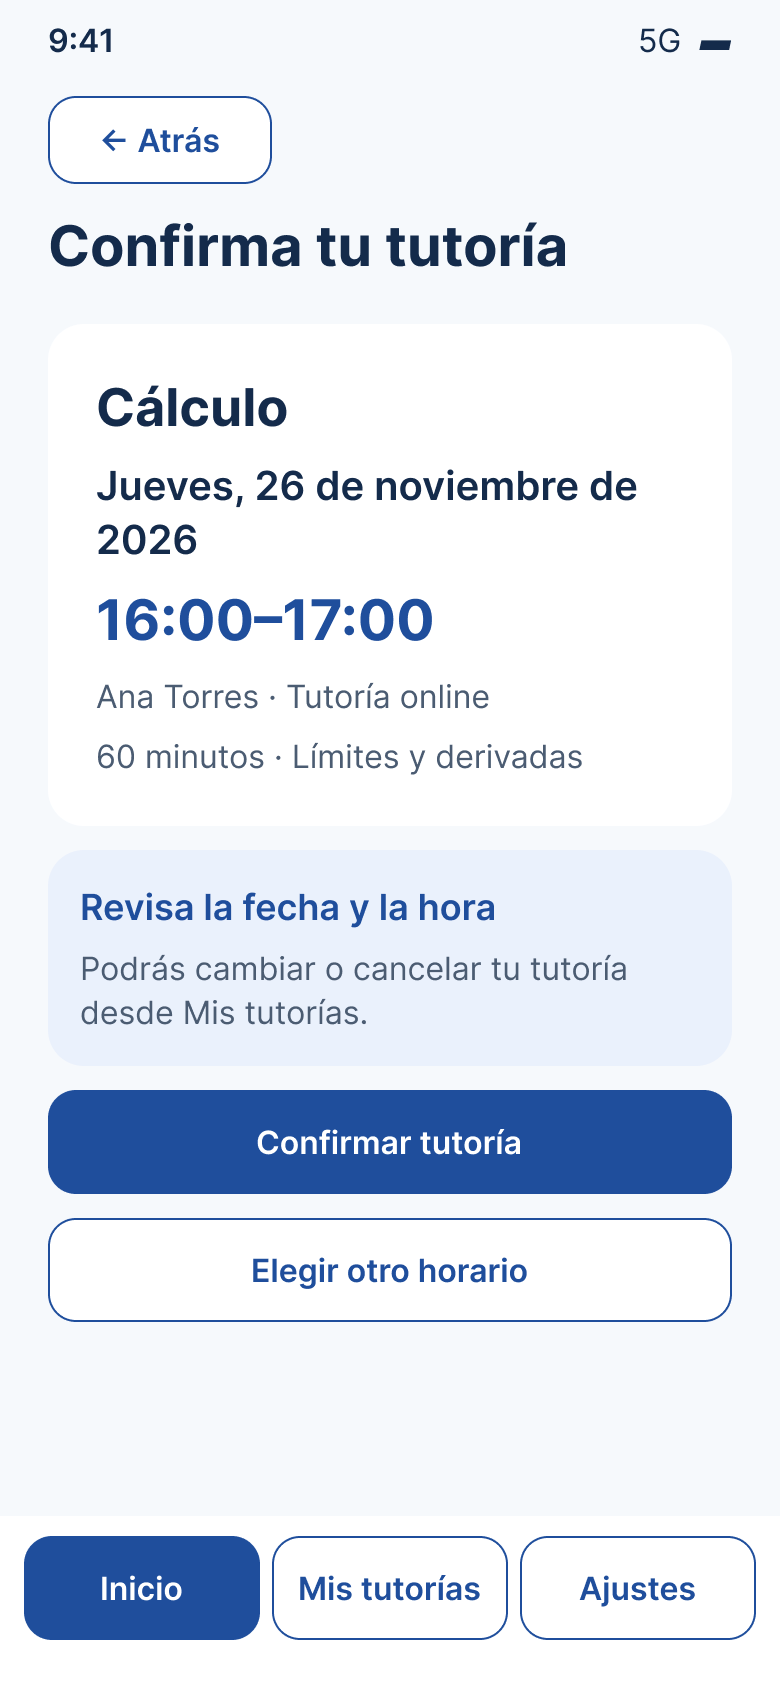 9:41
5G
← Atrás
Confirma tu tutoría
Cálculo
Jueves, 26 de noviembre de
2026
16:00–17:00
Ana Torres · Tutoría online
60 minutos · Límites y derivadas
Revisa la fecha y la hora
Podrás cambiar o cancelar tu tutoría
desde Mis tutorías.
Confirmar tutoría
Elegir otro horario
Inicio
Mis tutorías
Ajustes